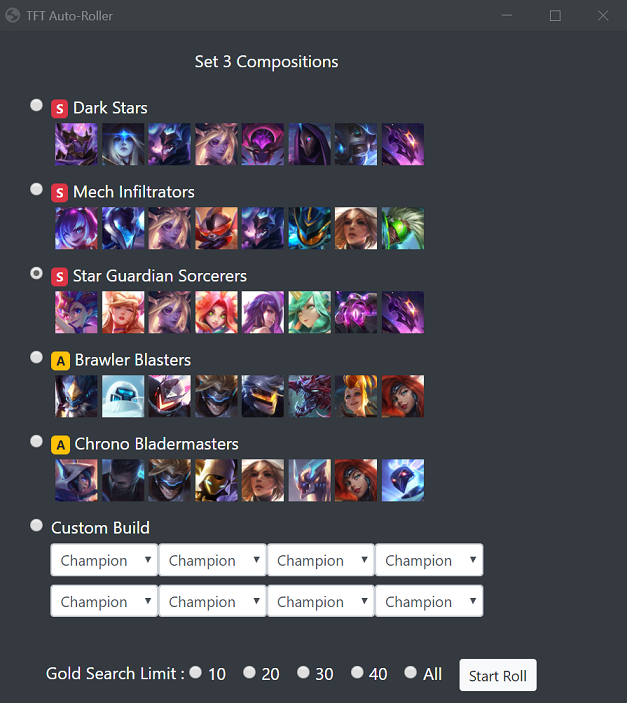 TFT Auto-Roller
Set 3 Compositions
S Dark Stars
S Mech Infiltrators
S Star Guardian Sorcerers
A Brawler Blasters
A Chrono Bladermasters
Custom Build
Champion Champion Champion Champion
Champion Champion Champion Champion
Gold Search Limit : 10 20 30 40 All Start Roll